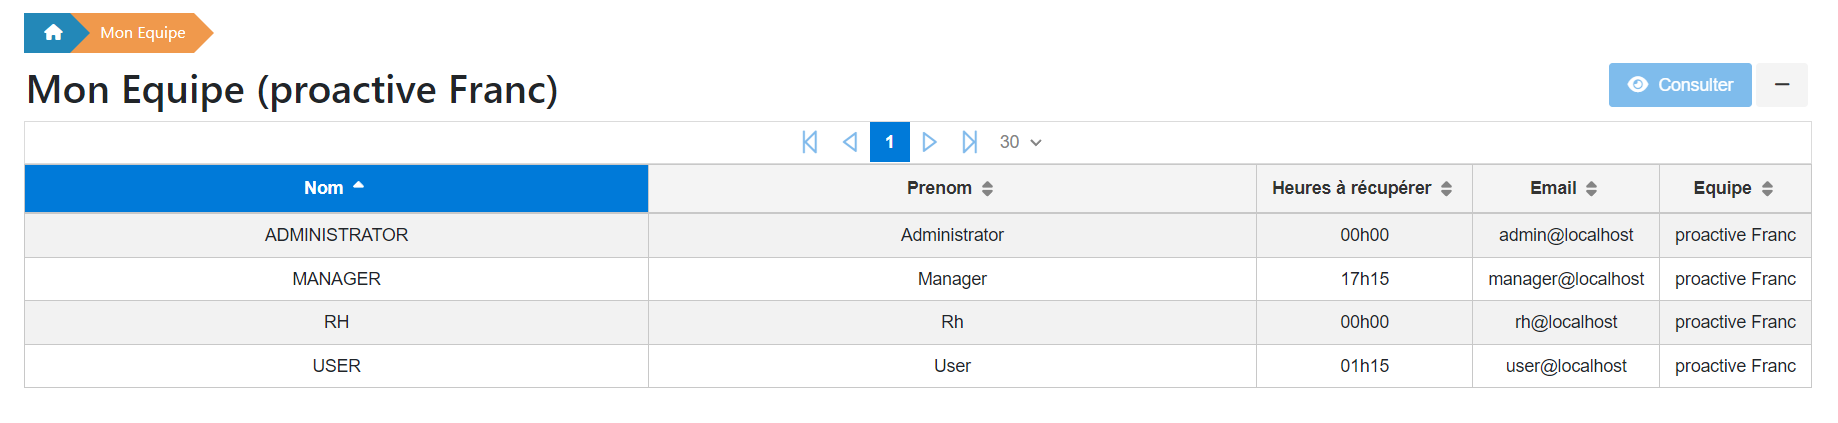 Mon Equipe
Mon Equipe (proactive Franc)
Consulter
1 30
Nom Prenom Heures à récupérer Email Equipe
ADMINISTRATOR Administrator 00h00 admin@localhost proactive Franc
MANAGER Manager 17h15 manager@localhost proactive Franc
RH Rh 00h00 rh@localhost proactive Franc
USER User 01h15 user@localhost proactive Franc